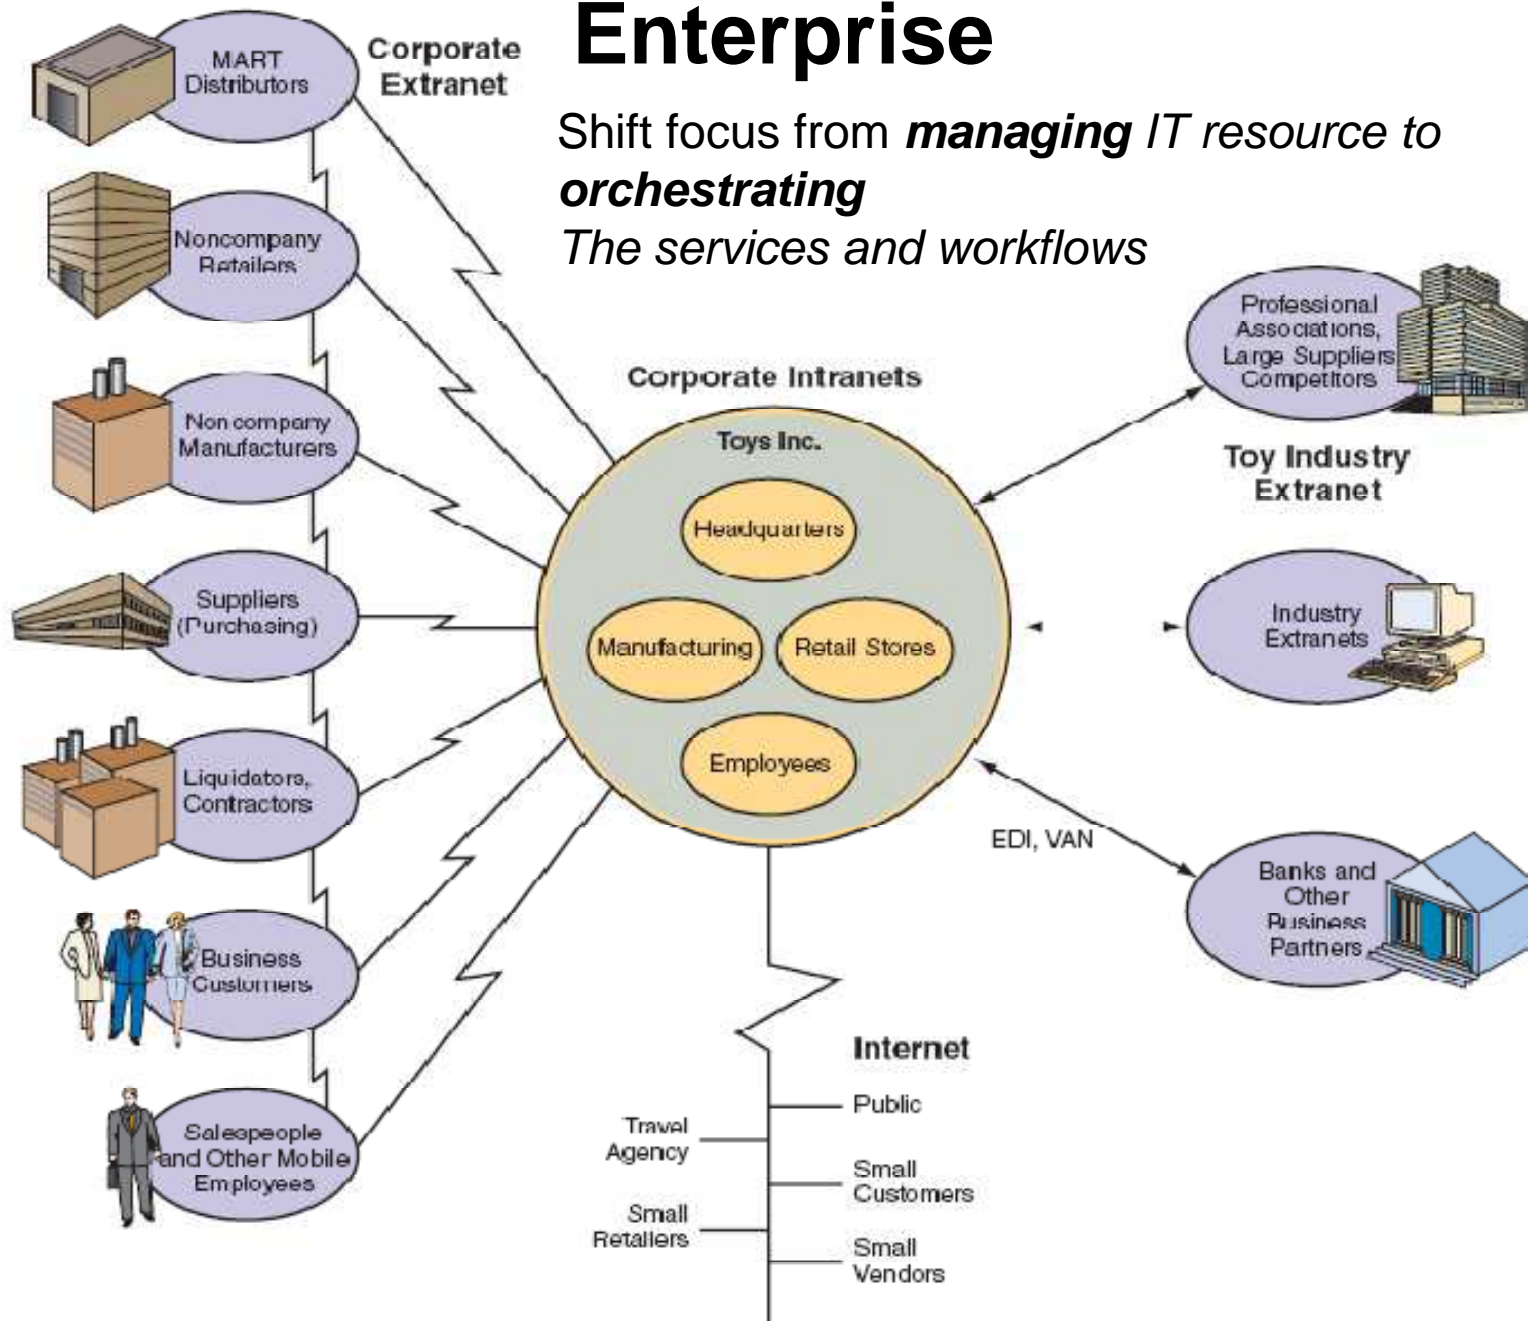 Enterprise
Shift focus from managing IT resource to
orchestrating
The services and workflows
Corporate
Extranet
MART
Distributors
Noncompany
Retailers
Non company
Manufacturers
Suppliers
(Purchasing)
Liquidators,
Contractors
Business
Customers
Salespeople
and Other Mobile
Employees
Corporate Intranets
Toys Inc.
Headquarters
Manufacturing
Retail Stores
Employees
Professional
Associations,
Large Suppliers
Competitors
Toy Industry
Extranet
Industry
Extranets
EDI, VAN
Banks and
Other
Business
Partners
Internet
Public
Travel
Agency
Small
Customers
Small
Retailers
Small
Vendors